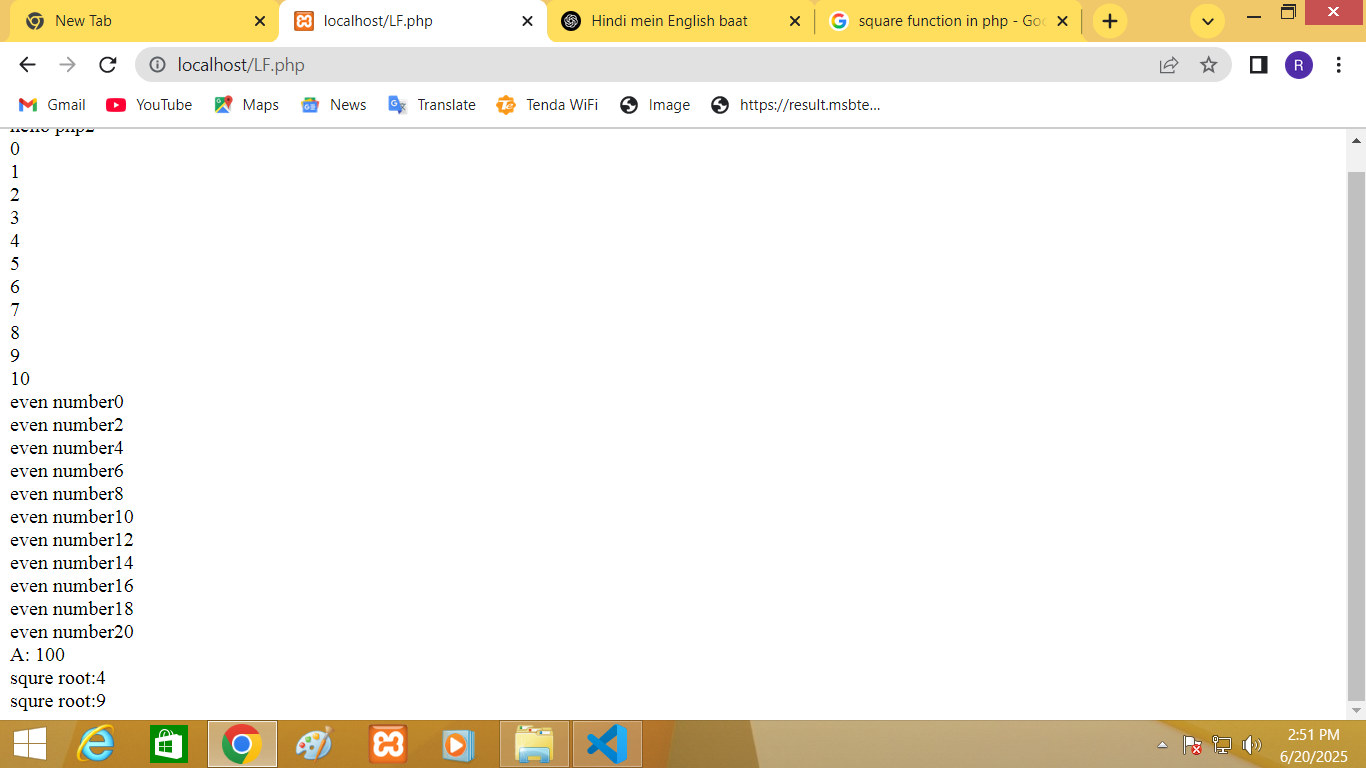 New Tab
localhost/LF.php
Hindi mein English baat
square function in php - Goo
localhost/LF.php
R
Gmail
YouTube
Maps
News
Translate
Tenda WiFi
Image
https://result.msbte...
hello php2
0
1
2
3
4
5
6
7
8
9
10
even number0
even number2
even number4
even number6
even number8
even number10
even number12
even number14
even number16
even number18
even number20
A: 100
squre root:4
squre root:9
2:51 PM
6/20/2025